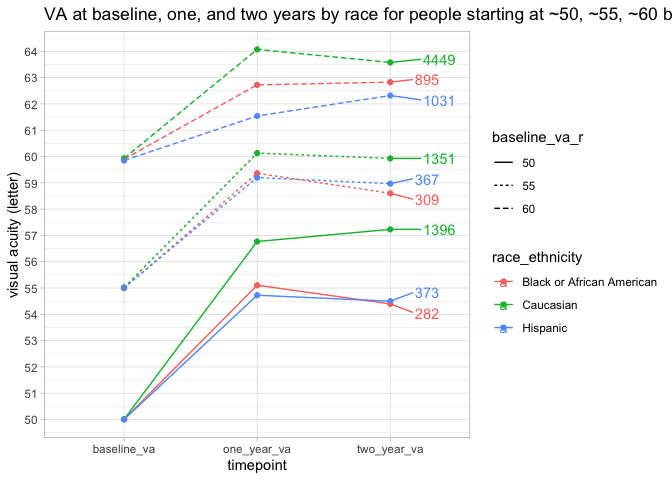 VA at baseline, one, and two years by race for people starting at ~50, ~55, ~60 b
64
63
62
61
60
59
58
57
56
55
54
53
52
51
50
visual acuity (letter)
4449
895
1031
1351
367
309
1396
373
282
baseline_va
one_year_va
two_year_va
timepoint
baseline_va_r
50
55
60
race_ethnicity
Black or African American
Caucasian
Hispanic